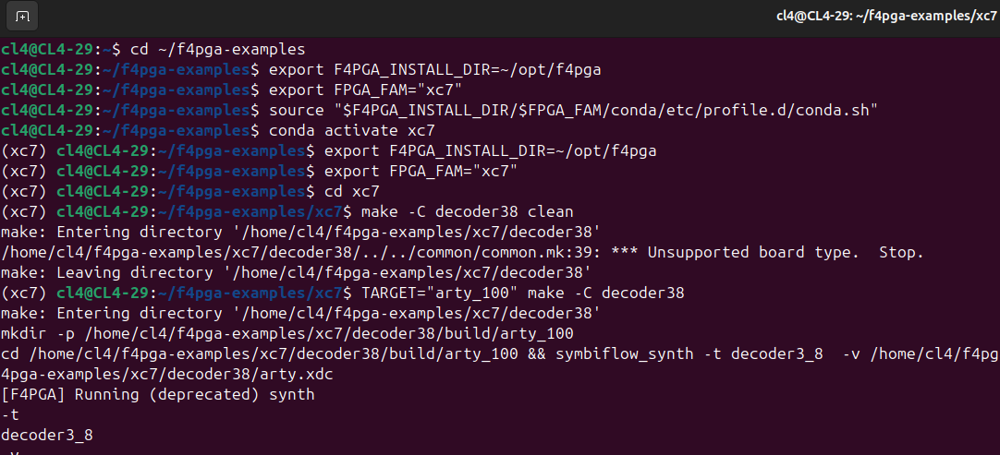 cl4@CL4-29: ~/f4pga-examples/xc7
cl4@CL4-29:~$ cd ~/f4pga-examples
cl4@CL4-29:~/f4pga-examples$ export F4PGA_INSTALL_DIR=~/opt/f4pga
cl4@CL4-29:~/f4pga-examples$ export FPGA_FAM="xc7"
cl4@CL4-29:~/f4pga-examples$ source "$F4PGA_INSTALL_DIR/$FPGA_FAM/conda/etc/profile.d/conda.sh"
cl4@CL4-29:~/f4pga-examples$ conda activate xc7
(xc7) cl4@CL4-29:~/f4pga-examples$ export F4PGA_INSTALL_DIR=~/opt/f4pga
(xc7) cl4@CL4-29:~/f4pga-examples$ export FPGA_FAM="xc7"
(xc7) cl4@CL4-29:~/f4pga-examples$ cd xc7
(xc7) cl4@CL4-29:~/f4pga-examples/xc7$ make -C decoder38 clean
make: Entering directory '/home/cl4/f4pga-examples/xc7/decoder38'
/home/cl4/f4pga-examples/xc7/decoder38/../../common/common.mk:39: *** Unsupported board type.  Stop.
make: Leaving directory '/home/cl4/f4pga-examples/xc7/decoder38'
(xc7) cl4@CL4-29:~/f4pga-examples/xc7$ TARGET="arty_100" make -C decoder38
make: Entering directory '/home/cl4/f4pga-examples/xc7/decoder38'
mkdir -p /home/cl4/f4pga-examples/xc7/decoder38/build/arty_100
cd /home/cl4/f4pga-examples/xc7/decoder38/build/arty_100 && symbiflow_synth -t decoder3_8  -v /home/cl4/f4pg
4pga-examples/xc7/decoder38/arty.xdc
[F4PGA] Running (deprecated) synth
-t
decoder3_8
-v